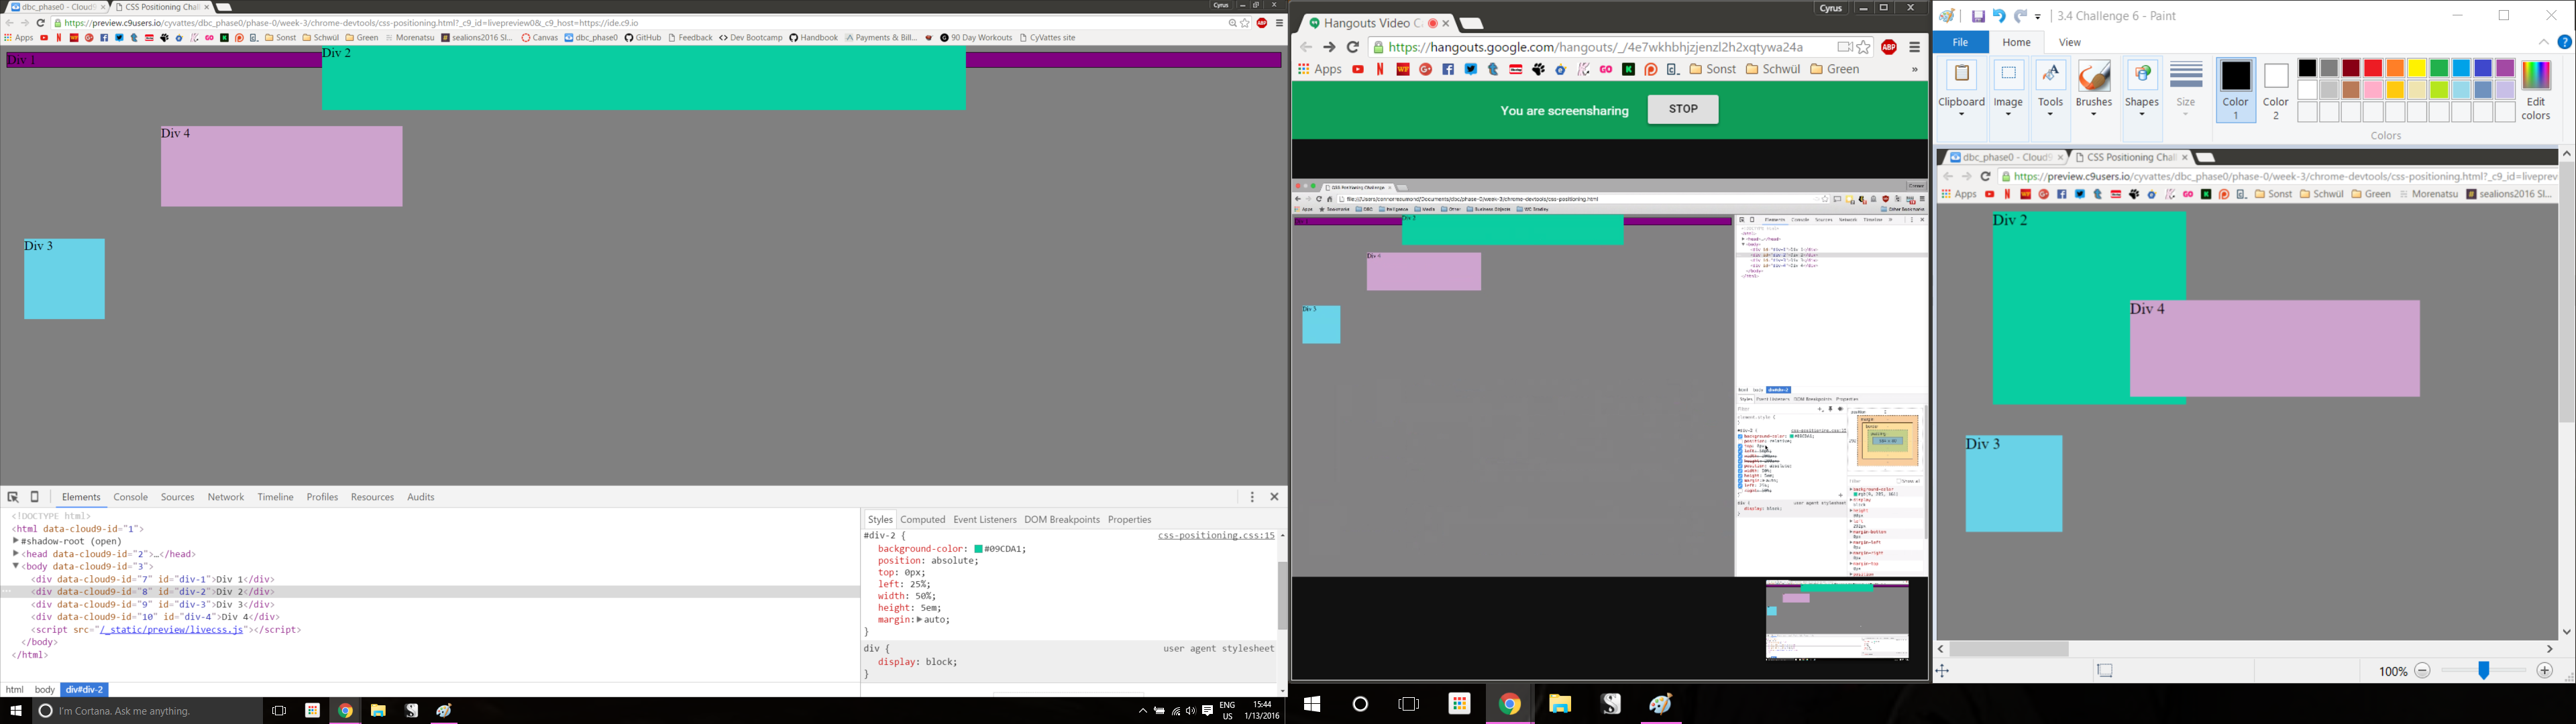 dbc_phase0 - Cloud9
CSS Positioning Chall
Cyrus
https://preview.c9users.io/cyvattes/dbc_phase0/phase-0/week-3/chrome-devtools/css-positioning.html?_c9_id=livepreview0&_c9_host=https://ide.c9.io
Apps
Sonst
Schwül
Green
Morenatsu
sealions2016 Sl...
Canvas
dbc_phase0
GitHub
Feedback
Dev Bootcamp
Handbook
Payments & Bill...
90 Day Workouts
CyVattes site
Div 1
Div 2
Div 4
Div 3
Elements Console Sources Network Timeline Profiles Resources Audits
<!DOCTYPE html>
<html data-cloud9-id="1">
#shadow-root (open)
<head data-cloud9-id="2">…</head>
<body data-cloud9-id="3">
<div data-cloud9-id="7" id="div-1">Div 1</div>
<div data-cloud9-id="8" id="div-2">Div 2</div>
<div data-cloud9-id="9" id="div-3">Div 3</div>
<div data-cloud9-id="10" id="div-4">Div 4</div>
<script src="/_static/preview/livecss.js"></script>
</body>
</html>
html body div#div-2
Styles Computed Event Listeners DOM Breakpoints Properties
#div-2 { css-positioning.css:15
background-color: #09CDA1;
position: absolute;
top: 0px;
left: 25%;
width: 50%;
height: 5em;
margin: auto;
}
div { user agent stylesheet
display: block;
}
I'm Cortana. Ask me anything.
ENG
US
15:44
1/13/2016
Cyrus
Hangouts Video C
https://hangouts.google.com/hangouts/_/4e7wkhbhjzjenzl2h2xqtywa24a
ABP
Apps
Sonst
Schwül
Green
»
You are screensharing STOP
CSS Positioning Challenge
Div 2
Div 4
Div 3
3.4 Challenge 6 - Paint
File Home View
Clipboard Image Tools Brushes Shapes Size Color
1 Color
2 Edit
colors
Colors
dbc_phase0 - Cloud9
CSS Positioning Chall
https://preview.c9users.io/cyvattes/dbc_phase0/phase-0/week-3/chrome-devtools/css-positioning.html?_c9_id=liveprev
Apps
Sonst
Schwül
Green
Morenatsu
sealions2016 Sl
Div 2
Div 4
Div 3
100%